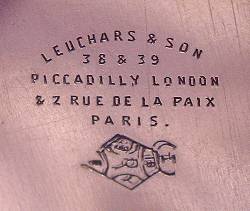 LEUCHARS & SON
38 & 39
PICCADILLY LONDON
& 2 RUE DE LA PAIX
PARIS.